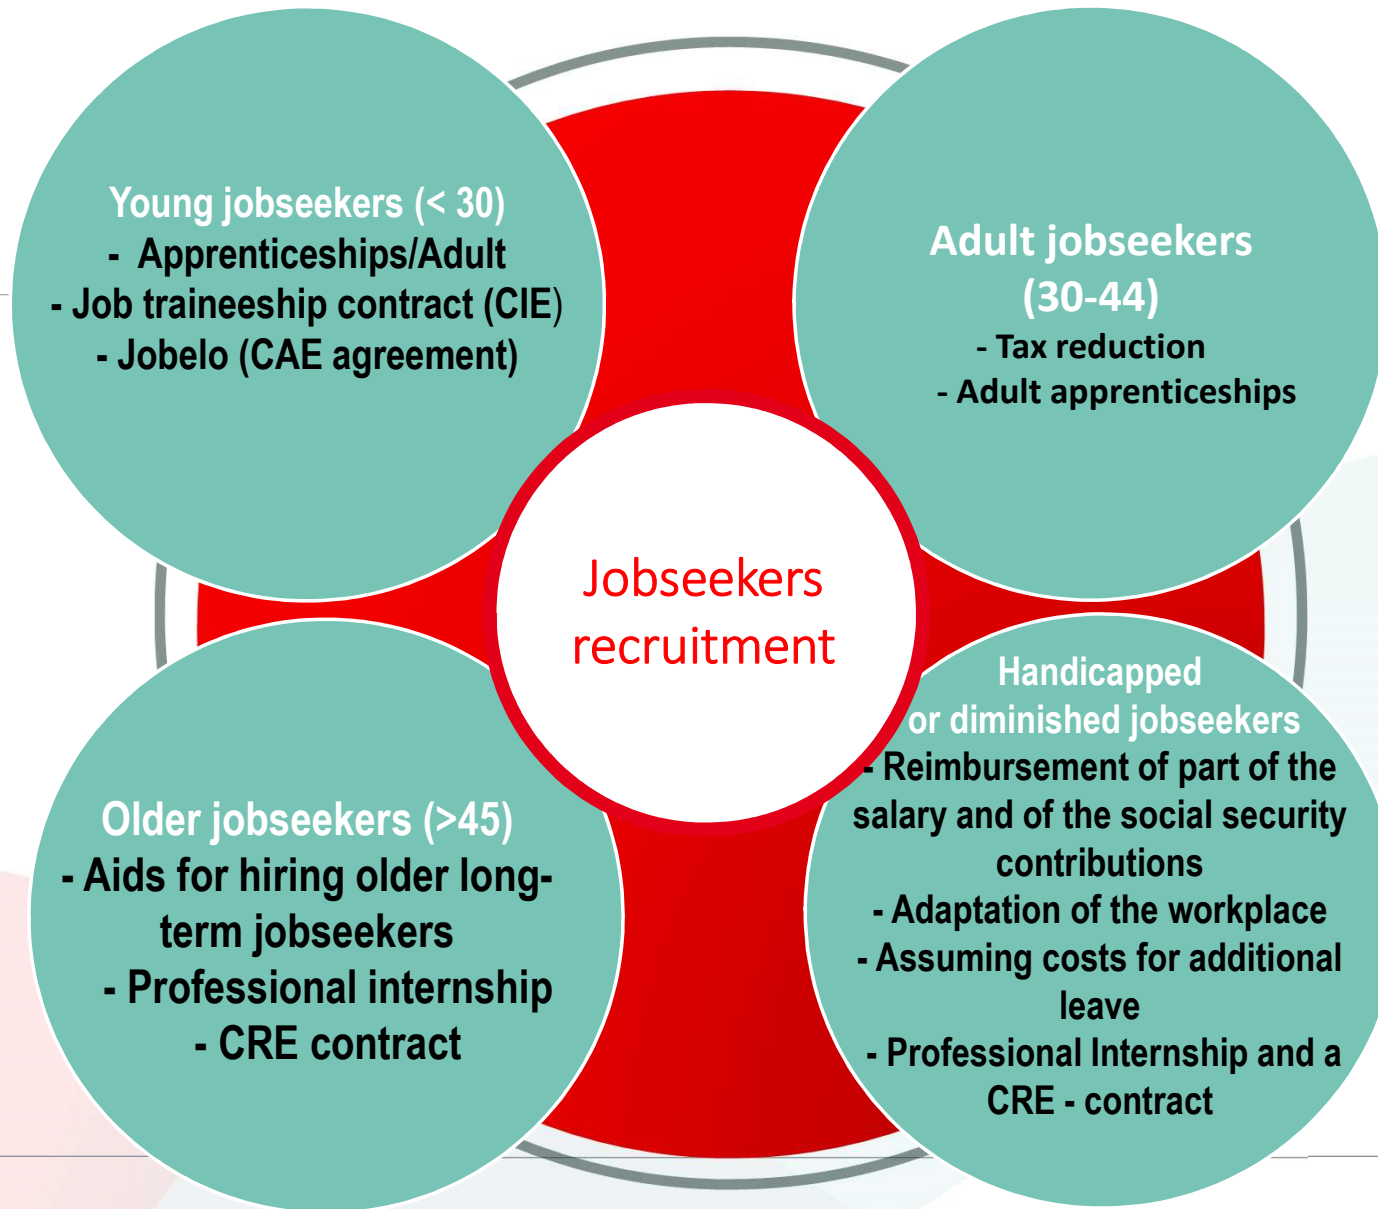 Young jobseekers (< 30)
- Apprenticeships/Adult
- Job traineeship contract (CIE)
- Jobelo (CAE agreement)
Adult jobseekers
(30-44)
- Tax reduction
- Adult apprenticeships
Jobseekers
recruitment
Older jobseekers (>45)
- Aids for hiring older long-
term jobseekers
- Professional internship
- CRE contract
Handicapped
or diminished jobseekers
- Reimbursement of part of the
salary and of the social security
contributions
- Adaptation of the workplace
- Assuming costs for additional
leave
- Professional Internship and a
CRE - contract